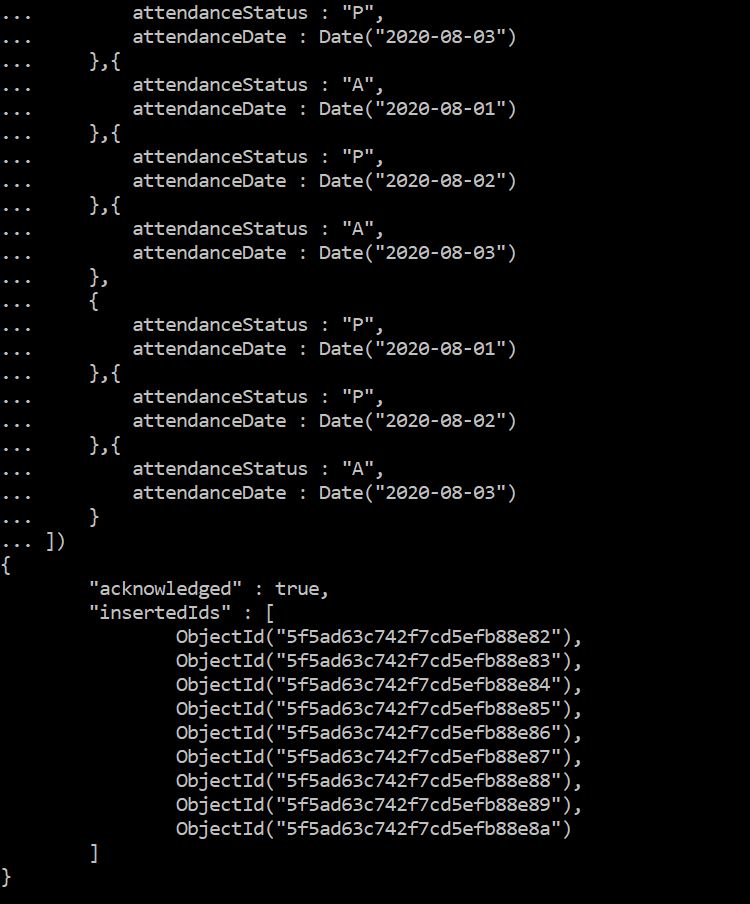 ...         attendanceStatus : "P",
...         attendanceDate : Date("2020-08-03")
...     },{
...         attendanceStatus : "A",
...         attendanceDate : Date("2020-08-01")
...     },{
...         attendanceStatus : "P",
...         attendanceDate : Date("2020-08-02")
...     },{
...         attendanceStatus : "A",
...         attendanceDate : Date("2020-08-03")
...     },
...     {
...         attendanceStatus : "P",
...         attendanceDate : Date("2020-08-01")
...     },{
...         attendanceStatus : "P",
...         attendanceDate : Date("2020-08-02")
...     },{
...         attendanceStatus : "A",
...         attendanceDate : Date("2020-08-03")
...     }
... ])
{
        "acknowledged" : true,
        "insertedIds" : [
                ObjectId("5f5ad63c742f7cd5efb88e82"),
                ObjectId("5f5ad63c742f7cd5efb88e83"),
                ObjectId("5f5ad63c742f7cd5efb88e84"),
                ObjectId("5f5ad63c742f7cd5efb88e85"),
                ObjectId("5f5ad63c742f7cd5efb88e86"),
                ObjectId("5f5ad63c742f7cd5efb88e87"),
                ObjectId("5f5ad63c742f7cd5efb88e88"),
                ObjectId("5f5ad63c742f7cd5efb88e89"),
                ObjectId("5f5ad63c742f7cd5efb88e8a")
        ]
}